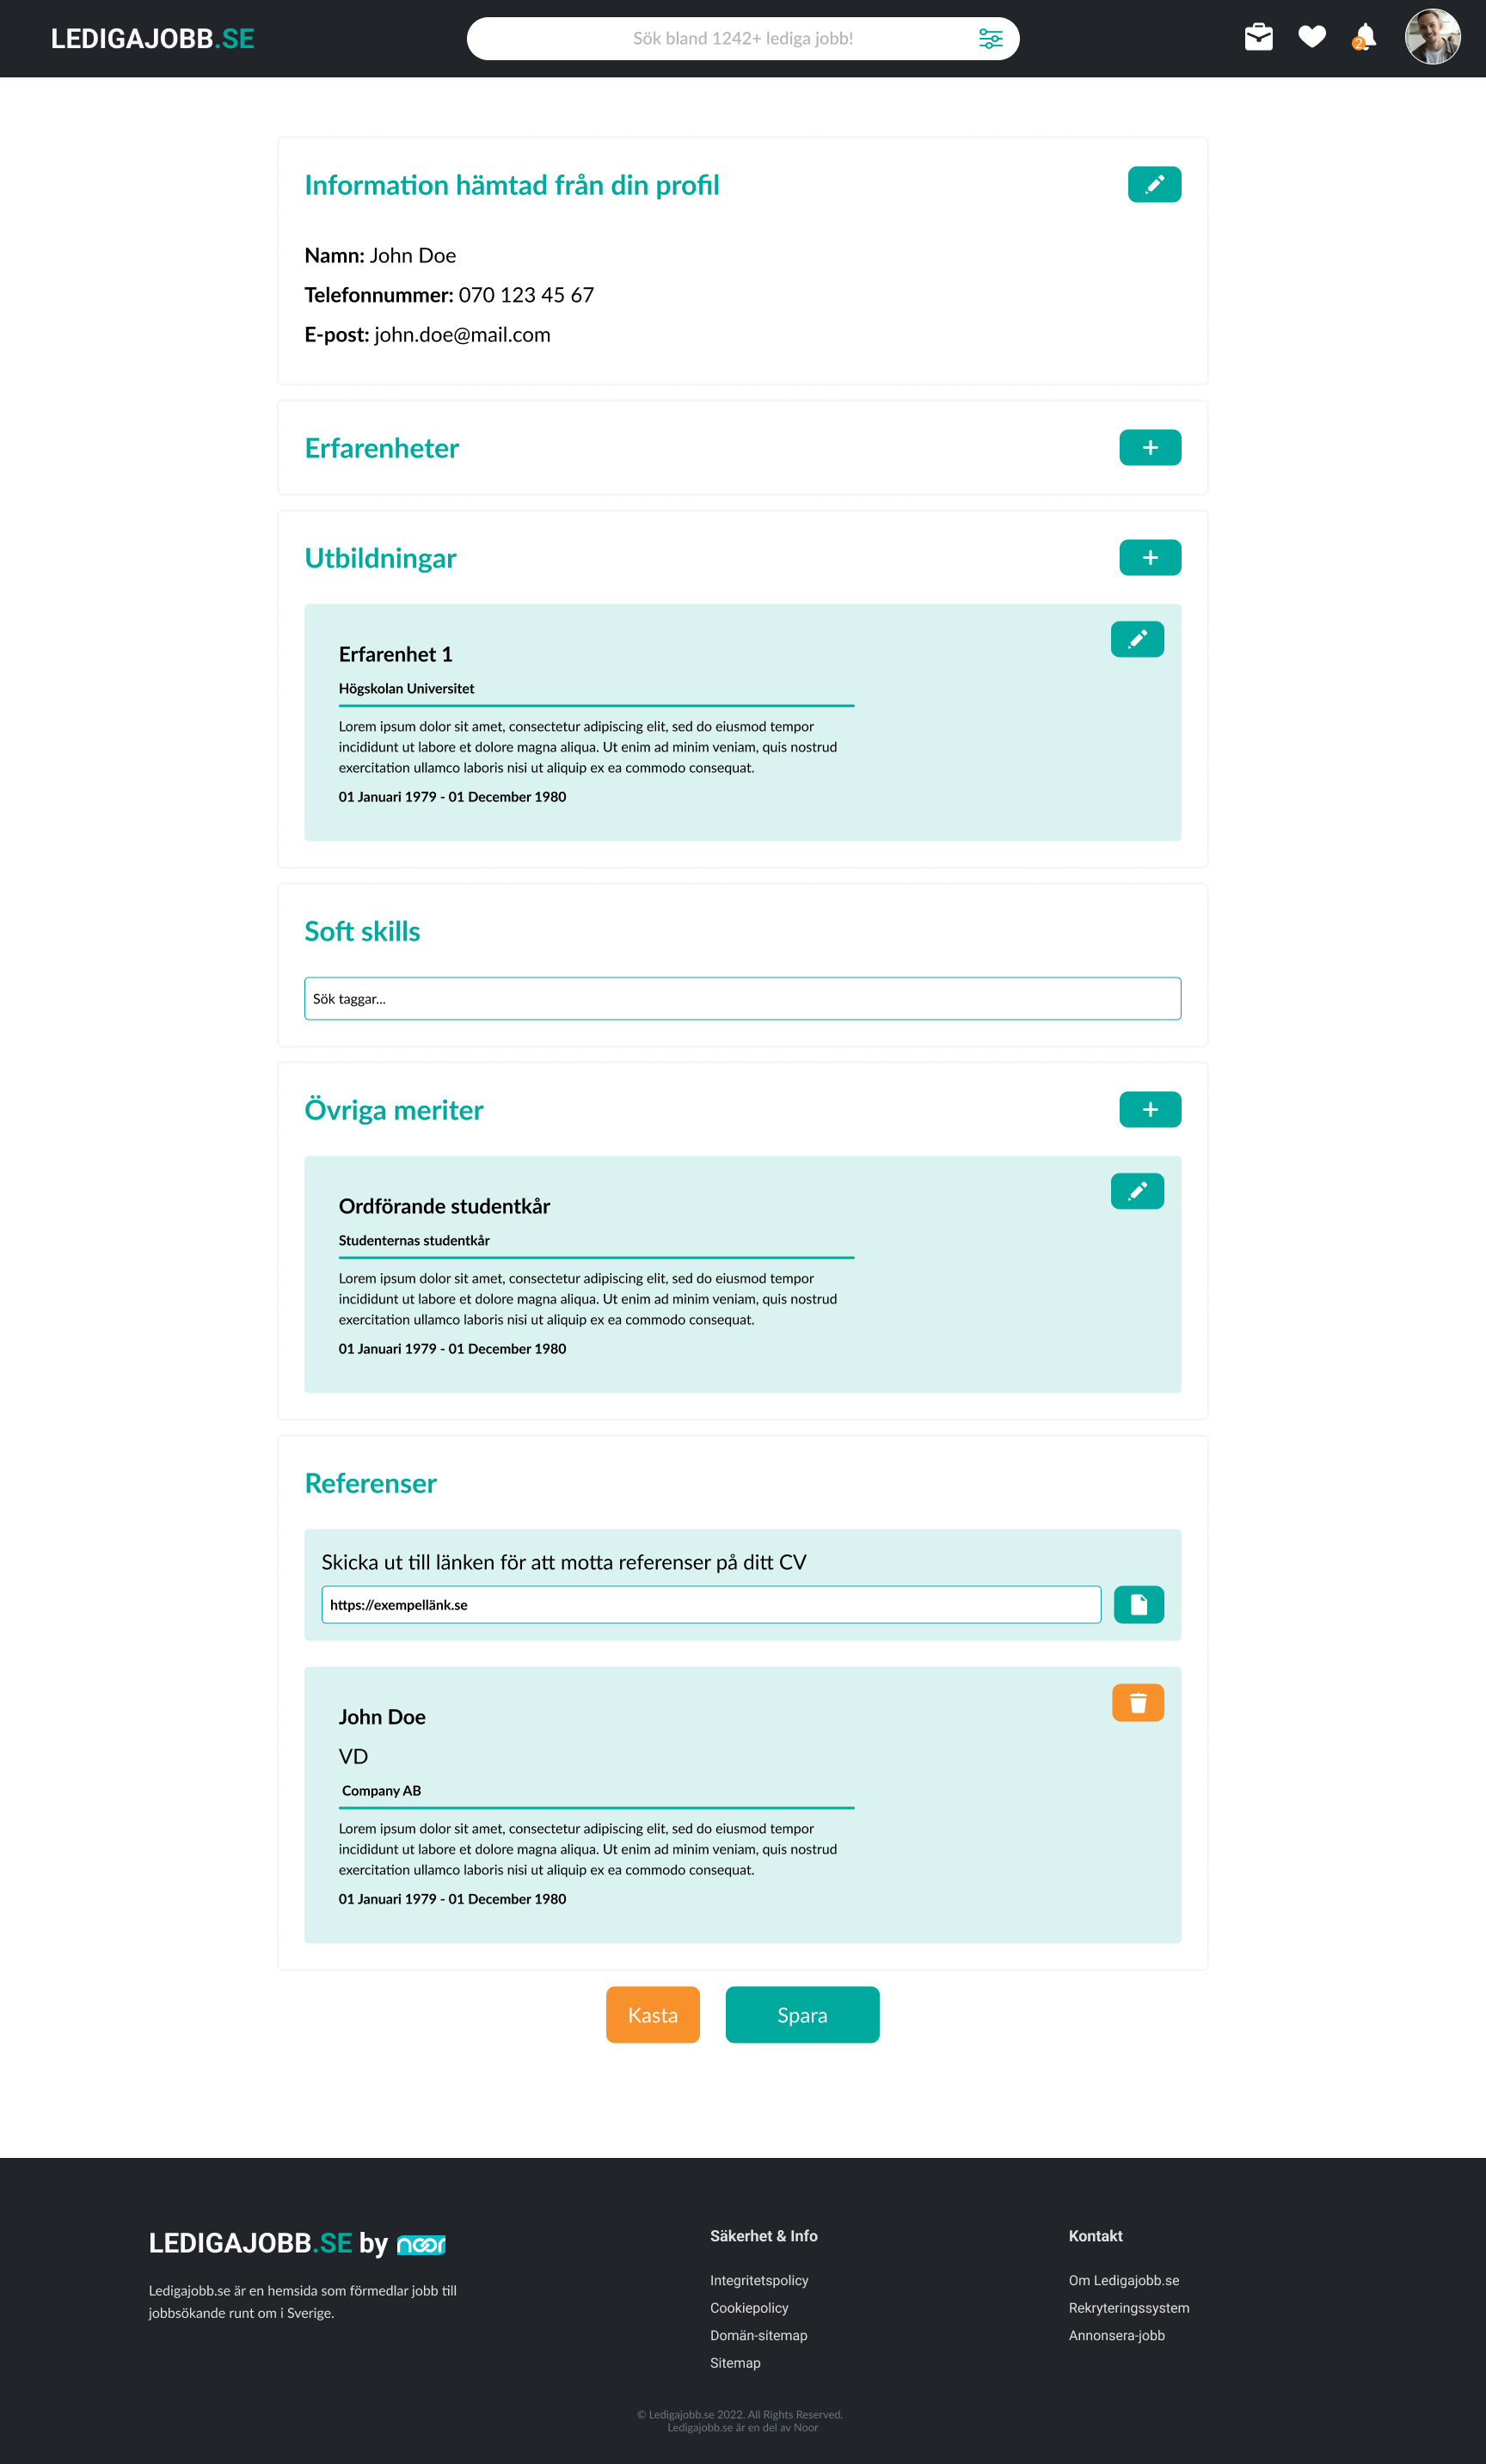 LEDIGAJOBB.SE
Sök bland 1242+ lediga jobb!
2
Information hämtad från din profil
Namn: John Doe
Telefonnummer: 070 123 45 67
E-post: john.doe@mail.com
Erfarenheter
Utbildningar
Erfarenhet 1
Högskolan Universitet
Lorem ipsum dolor sit amet, consectetur adipiscing elit, sed do eiusmod tempor
incididunt ut labore et dolore magna aliqua. Ut enim ad minim veniam, quis nostrud
exercitation ullamco laboris nisi ut aliquip ex ea commodo consequat.
01 Januari 1979 - 01 December 1980
Soft skills
Sök taggar...
Övriga meriter
Ordförande studentkår
Studenternas studentkår
Lorem ipsum dolor sit amet, consectetur adipiscing elit, sed do eiusmod tempor
incididunt ut labore et dolore magna aliqua. Ut enim ad minim veniam, quis nostrud
exercitation ullamco laboris nisi ut aliquip ex ea commodo consequat.
01 Januari 1979 - 01 December 1980
Referenser
Skicka ut till länken för att motta referenser på ditt CV
https://exempellänk.se
John Doe
VD
Company AB
Lorem ipsum dolor sit amet, consectetur adipiscing elit, sed do eiusmod tempor
incididunt ut labore et dolore magna aliqua. Ut enim ad minim veniam, quis nostrud
exercitation ullamco laboris nisi ut aliquip ex ea commodo consequat.
01 Januari 1979 - 01 December 1980
Kasta
Spara
LEDIGAJOBB.SE by noor
Ledigajobb.se är en hemsida som förmedlar jobb till
jobbsökande runt om i Sverige.
Säkerhet & Info
Integritetspolicy
Cookiepolicy
Domän-sitemap
Sitemap
Kontakt
Om Ledigajobb.se
Rekryteringssystem
Annonsera-jobb
© Ledigajobb.se 2022. All Rights Reserved.
Ledigajobb.se är en del av Noor